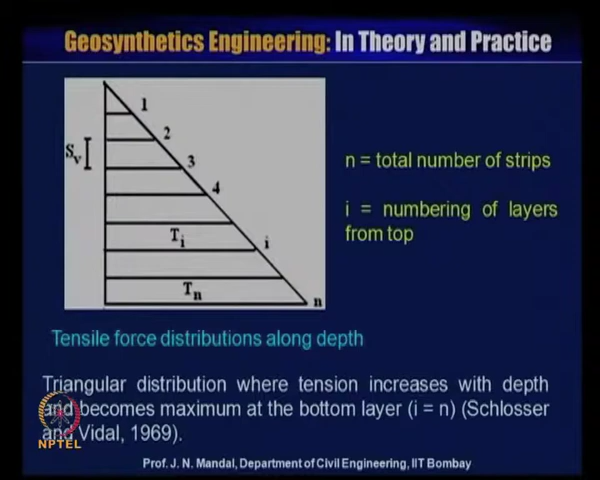 Geosynthetics Engineering: In Theory and Practice
1
2
Sv
3
n = total number of strips
4
i = numbering of layers
from top
Ti
i
Tn
n
Tensile force distributions along depth
Triangular distribution where tension increases with depth
and becomes maximum at the bottom layer (i = n) (Schlosser
and Vidal, 1969).
NPTEL
Prof. J. N. Mandal, Department of Civil Engineering, IIT Bombay